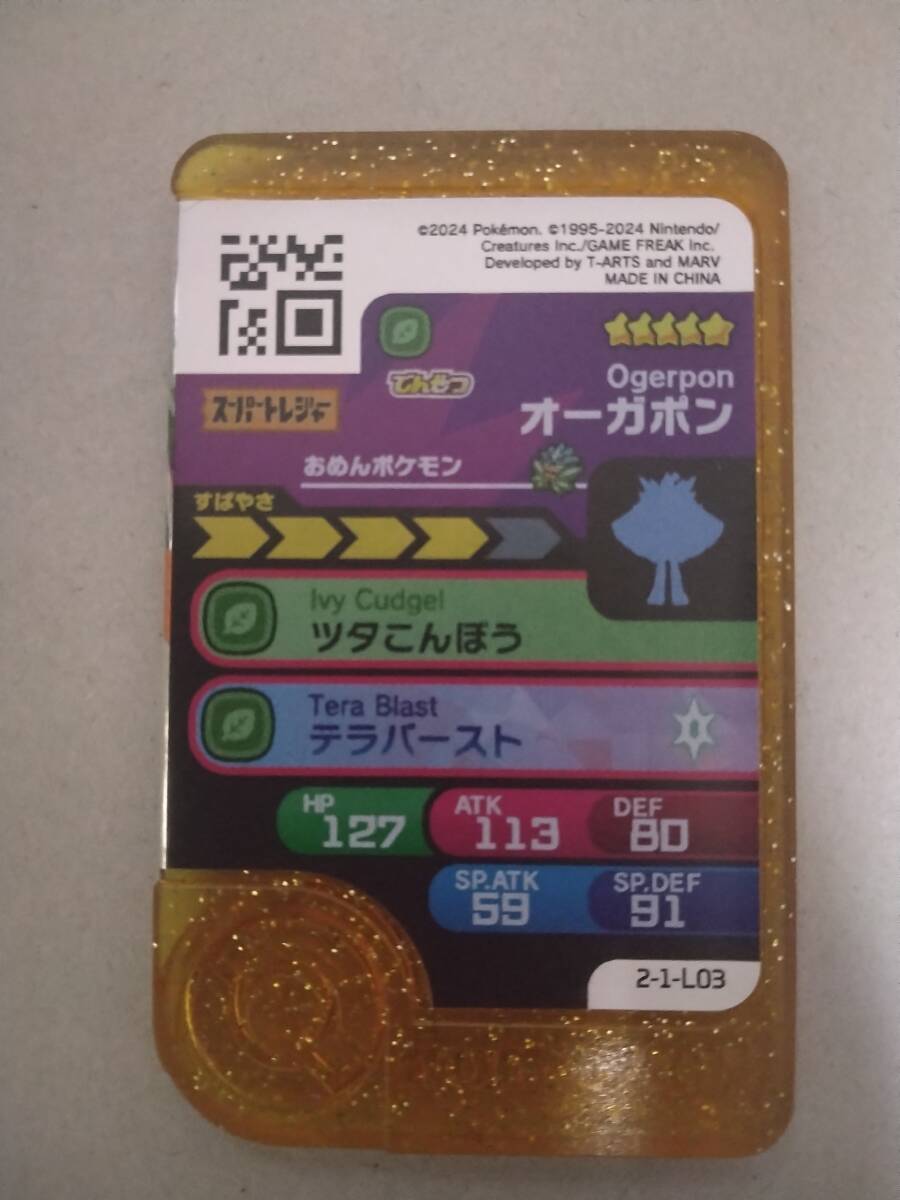 ©2024 Pokémon. ©1995-2024 Nintendo/
Creatures Inc./GAME FREAK inc.
Developed by T-ARTS and MARV
MADE IN CHINA
でんせつ
Ogerpon
スーパートレジャー
オーガポン
おめんポケモン
すばやさ
Ivy Cudgel
ツタこんぼう
Tera Blast
テラバースト
HP 127 ATK 113 DEF 80
SP.ATK 59 SP.DEF 91
2-1-L03